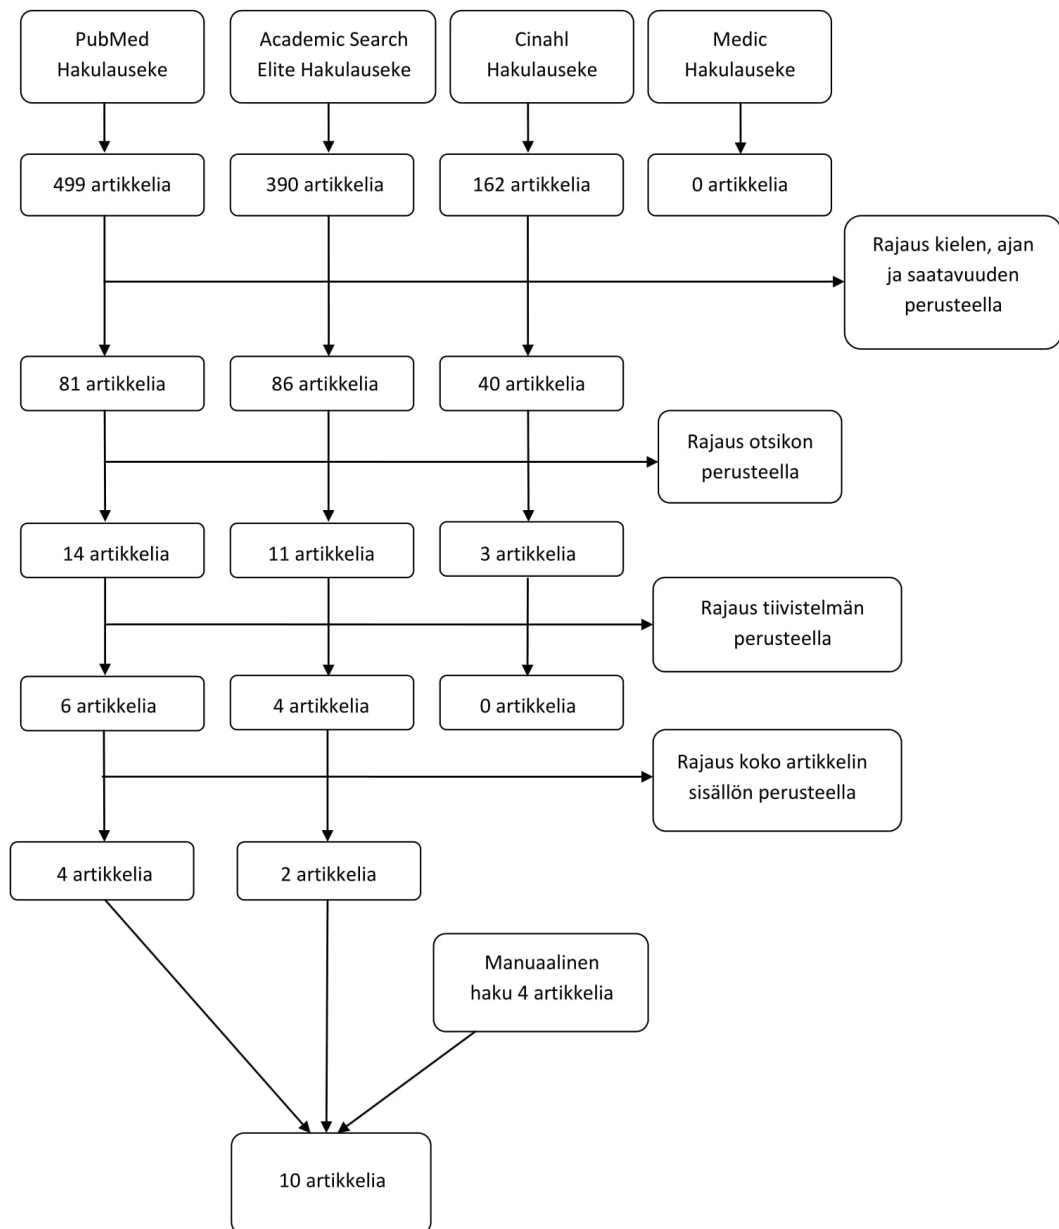 PubMed
Hakulauseke
Academic Search
Elite Hakulauseke
Cinahl
Hakulauseke
Medic
Hakulauseke
499 artikkelia
390 artikkelia
162 artikkelia
0 artikkelia
Rajaus kielen, ajan
ja saatavuuden
perusteella
81 artikkelia
86 artikkelia
40 artikkelia
Rajaus otsikon
perusteella
14 artikkelia
11 artikkelia
3 artikkelia
Rajaus tiivistelmän
perusteella
6 artikkelia
4 artikkelia
0 artikkelia
Rajaus koko artikkelin
sisällön perusteella
4 artikkelia
2 artikkelia
Manuaalinen
haku 4 artikkelia
10 artikkelia